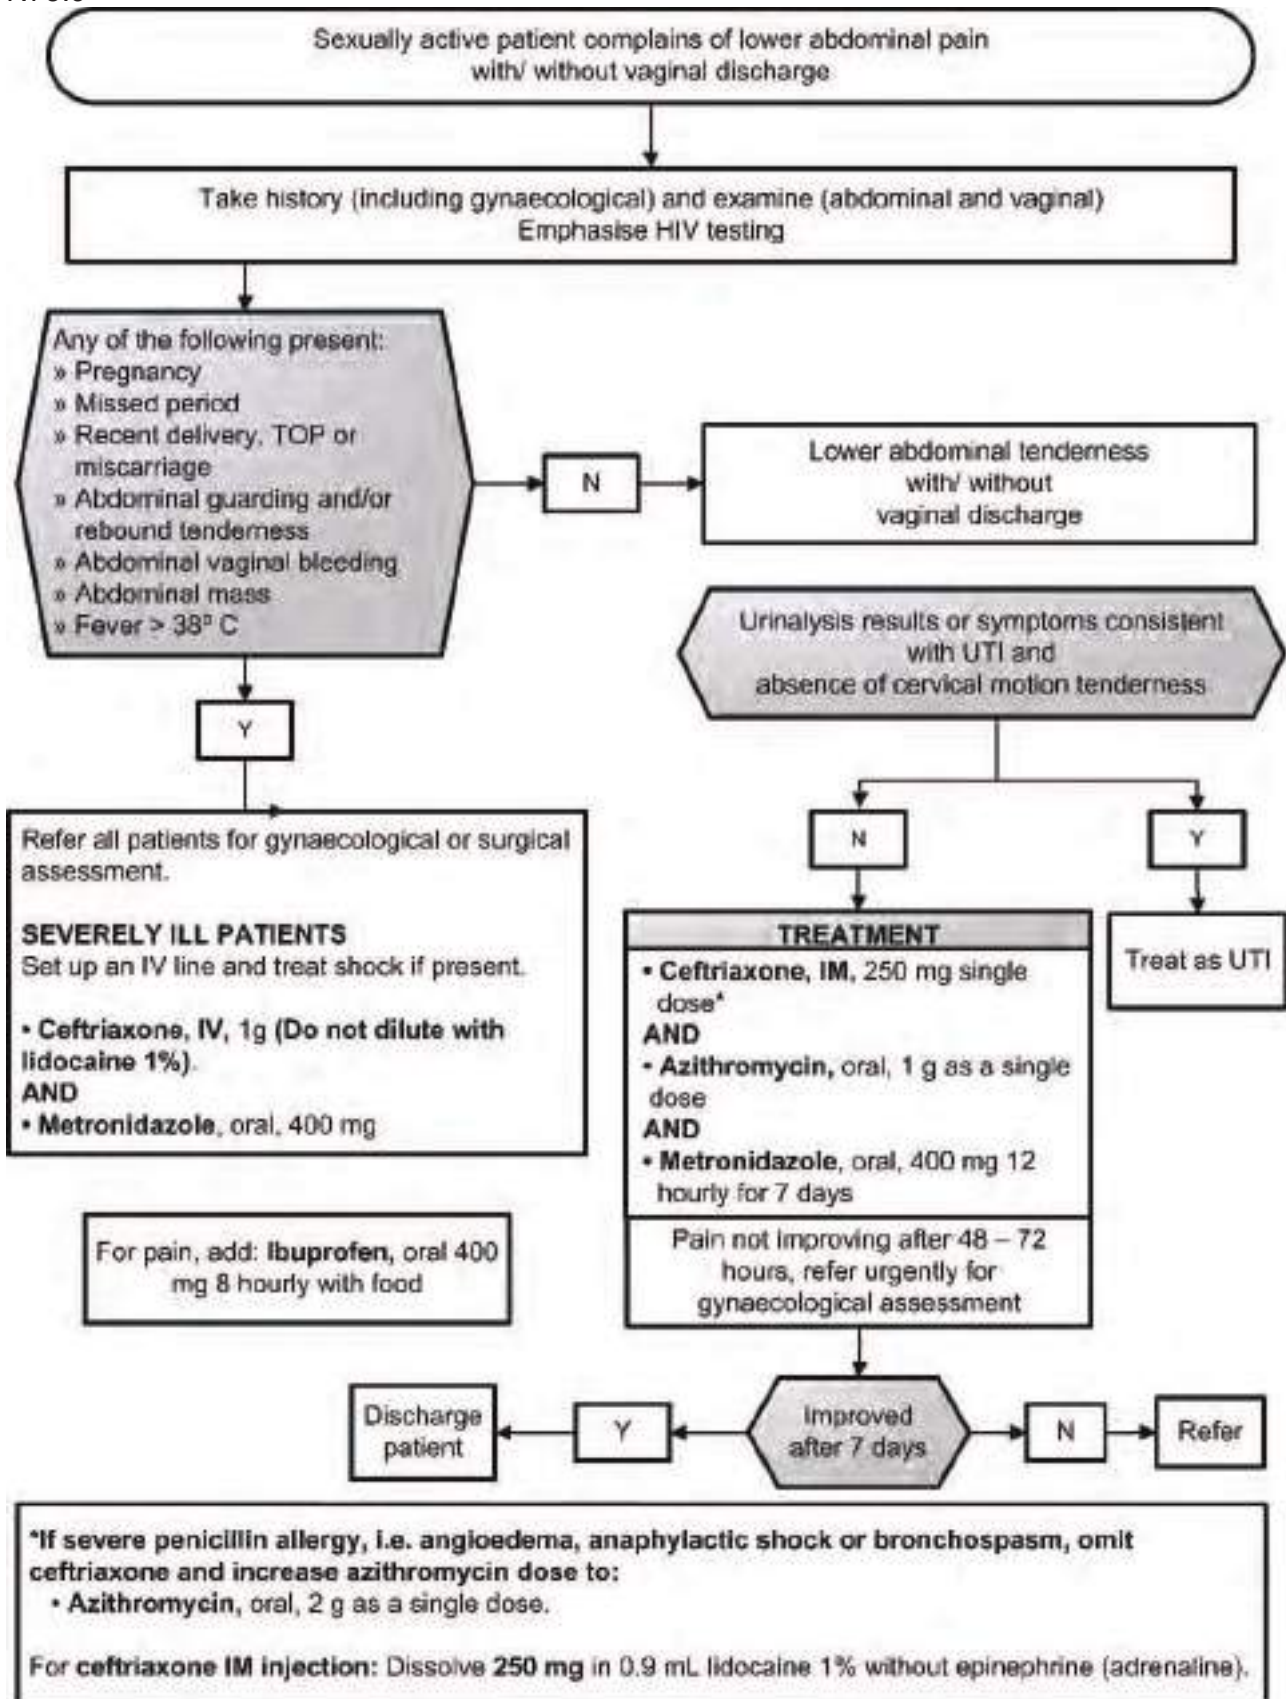 Sexually active patient complains of lower abdominal pain
with/ without vaginal discharge
Take history (including gynaecological) and examine (abdominal and vaginal)
Emphasise HIV testing
Any of the following present:
» Pregnancy
» Missed period
» Recent delivery, TOP or
miscarriage
» Abdominal guarding and/or
rebound tenderness
» Abdominal vaginal bleeding
» Abdominal mass
» Fever > 38º C
N
Lower abdominal tenderness
with/ without
vaginal discharge
Urinalysis results or symptoms consistent
with UTI and
absence of cervical motion tenderness
Y
N
Y
Refer all patients for gynaecological or surgical
assessment.
SEVERELY ILL PATIENTS
Set up an IV line and treat shock if present.
• Ceftriaxone, IV, 1g (Do not dilute with
lidocaine 1%).
AND
• Metronidazole, oral, 400 mg
TREATMENT
• Ceftriaxone, IM, 250 mg single
dose*
AND
• Azithromycin, oral, 1 g as a single
dose
AND
• Metronidazole, oral, 400 mg 12
hourly for 7 days
Pain not improving after 48 – 72
hours, refer urgently for
gynaecological assessment
Treat as UTI
For pain, add: Ibuprofen, oral 400
mg 8 hourly with food
Discharge
patient
Y
Improved
after 7 days
N
Refer
*If severe penicillin allergy, i.e. angioedema, anaphylactic shock or bronchospasm, omit
ceftriaxone and increase azithromycin dose to:
• Azithromycin, oral, 2 g as a single dose.
For ceftriaxone IM injection: Dissolve 250 mg in 0.9 mL lidocaine 1% without epinephrine (adrenaline).